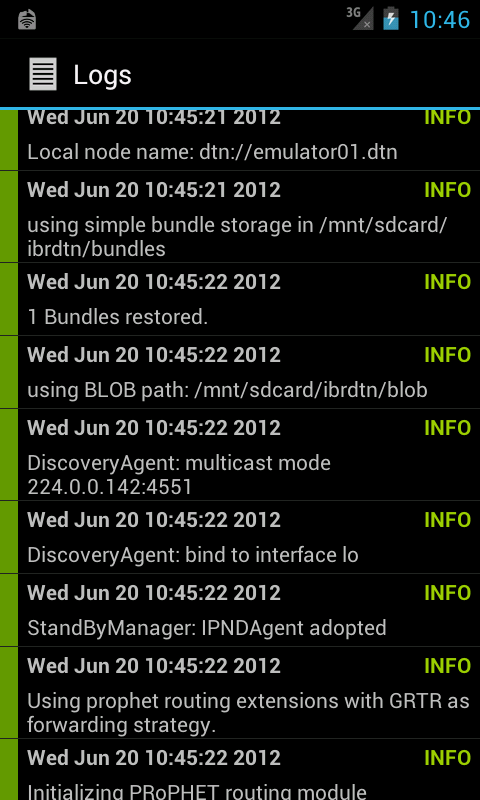 3G
10:46
Logs
Wed Jun 20 10:45:21 2012 INFO
Local node name: dtn://emulator01.dtn
Wed Jun 20 10:45:21 2012 INFO
using simple bundle storage in /mnt/sdcard/
ibrdtn/bundles
Wed Jun 20 10:45:22 2012 INFO
1 Bundles restored.
Wed Jun 20 10:45:22 2012 INFO
using BLOB path: /mnt/sdcard/ibrdtn/blob
Wed Jun 20 10:45:22 2012 INFO
DiscoveryAgent: multicast mode
224.0.0.142:4551
Wed Jun 20 10:45:22 2012 INFO
DiscoveryAgent: bind to interface lo
Wed Jun 20 10:45:22 2012 INFO
StandByManager: IPNDAgent adopted
Wed Jun 20 10:45:22 2012 INFO
Using prophet routing extensions with GRTR as
forwarding strategy.
Wed Jun 20 10:45:22 2012 INFO
Initializing PRoPHET routing module